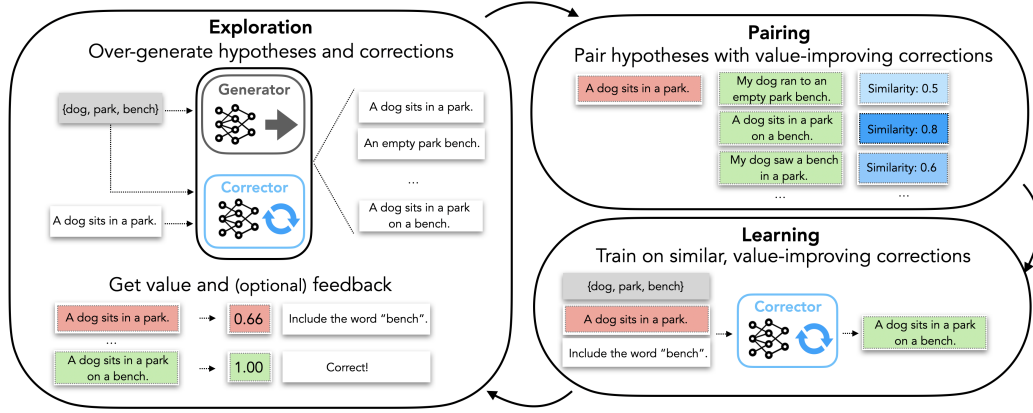 Exploration
Over-generate hypotheses and corrections
{dog, park, bench}
A dog sits in a park.
Generator
Corrector
A dog sits in a park.
An empty park bench.
...
A dog sits in a park
on a bench.
Get value and (optional) feedback
A dog sits in a park.
0.66
Include the word “bench”.
...
A dog sits in a park
on a bench.
1.00
Correct!
Pairing
Pair hypotheses with value-improving corrections
A dog sits in a park.
My dog ran to an
empty park bench.
Similarity: 0.5
A dog sits in a park
on a bench.
Similarity: 0.8
My dog saw a bench
in a park.
Similarity: 0.6
...
...
Learning
Train on similar, value-improving corrections
{dog, park, bench}
A dog sits in a park.
Include the word “bench”.
Corrector
A dog sits in a park
on a bench.